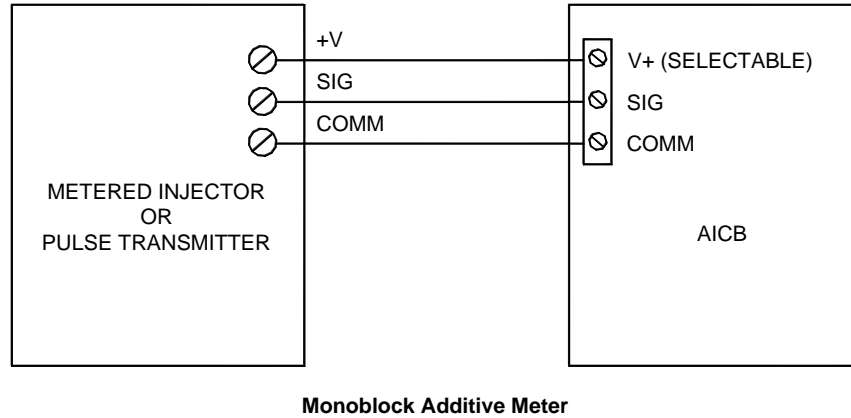 +V
V+ (SELECTABLE)
SIG
SIG
COMM
COMM
METERED INJECTOR
OR
PULSE TRANSMITTER
AICB
Monoblock Additive Meter